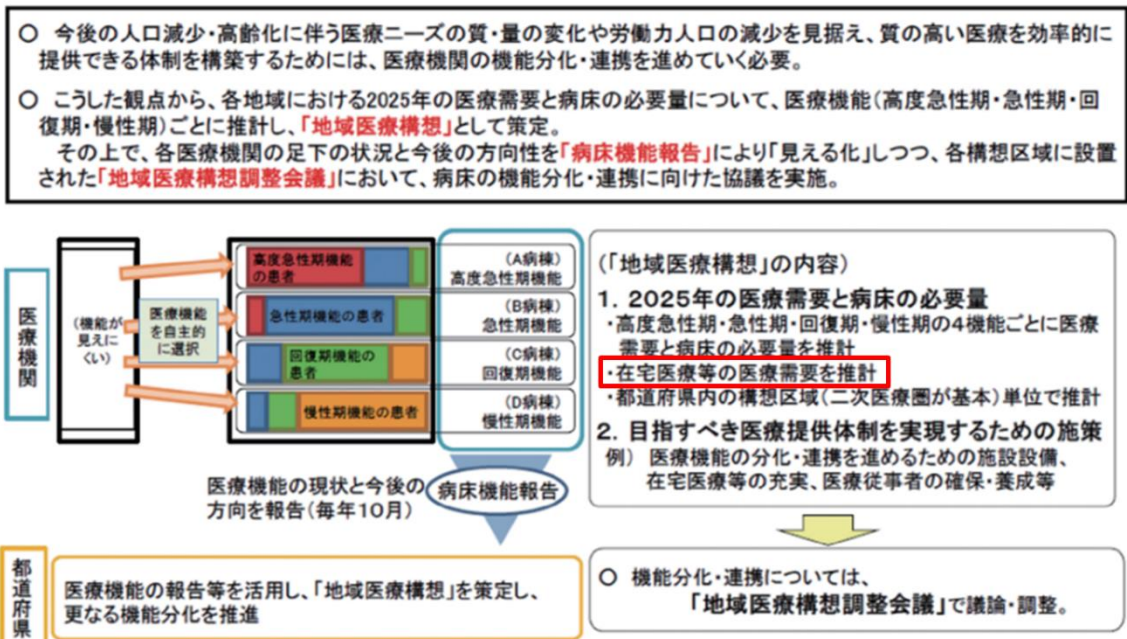 ○ 今後の人口減少・高齢化に伴う医療ニーズの質・量の変化や労働力人口の減少を見据え、質の高い医療を効率的に
提供できる体制を構築するためには、医療機関の機能分化・連携を進めていく必要。
○ こうした観点から、各地域における2025年の医療需要と病床の必要量について、医療機能(高度急性期・急性期・回
復期・慢性期)ごとに推計し、「地域医療構想」として策定。
その上で、各医療機関の足下の状況と今後の方向性を「病床機能報告」により「見える化」しつつ、各構想区域に設置
された「地域医療構想調整会議」において、病床の機能分化・連携に向けた協議を実施。
医療機関
(機能が
見えに
くい)
医療機能
を自主的
に選択
高度急性期機能
の患者
(A病棟)
高度急性期機能
急性期機能の患者
(B病棟)
急性期機能
回復期機能の
患者
(C病棟)
回復期機能
慢性期機能の患者
(D病棟)
慢性期機能
医療機能の現状と今後の
方向を報告(毎年10月)
病床機能報告
(「地域医療構想」の内容)
1. 2025年の医療需要と病床の必要量
・高度急性期・急性期・回復期・慢性期の4機能ごとに医療
需要と病床の必要量を推計
・在宅医療等の医療需要を推計
・都道府県内の構想区域(二次医療圏が基本)単位で推計
2. 目指すべき医療提供体制を実現するための施策
例) 医療機能の分化・連携を進めるための施設設備、
在宅医療等の充実、医療従事者の確保・養成等
都道府県
医療機能の報告等を活用し、「地域医療構想」を策定し、
更なる機能分化を推進
○ 機能分化・連携については、
「地域医療構想調整会議」で議論・調整。